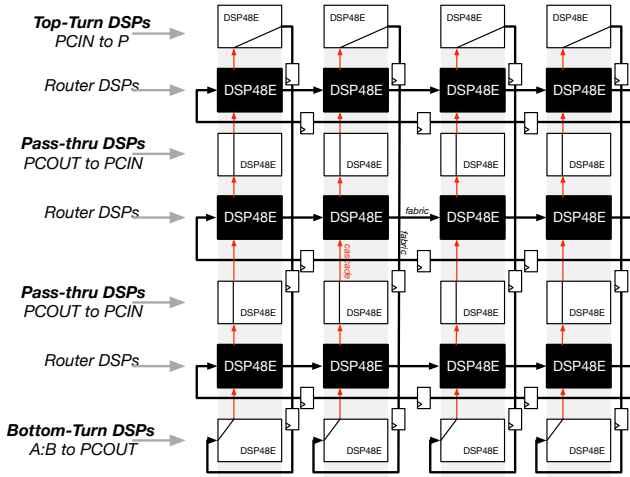 Top-Turn DSPs
PCIN to P
DSP48E DSP48E DSP48E DSP48E
Router DSPs
DSP48E DSP48E DSP48E DSP48E
Pass-thru DSPs
PCOUT to PCIN
DSP48E DSP48E DSP48E DSP48E
Router DSPs
DSP48E DSP48E DSP48E DSP48E
fabric
fabric
cascade
Pass-thru DSPs
PCOUT to PCIN
DSP48E DSP48E DSP48E DSP48E
Router DSPs
DSP48E DSP48E DSP48E DSP48E
Bottom-Turn DSPs
A:B to PCOUT
DSP48E DSP48E DSP48E DSP48E